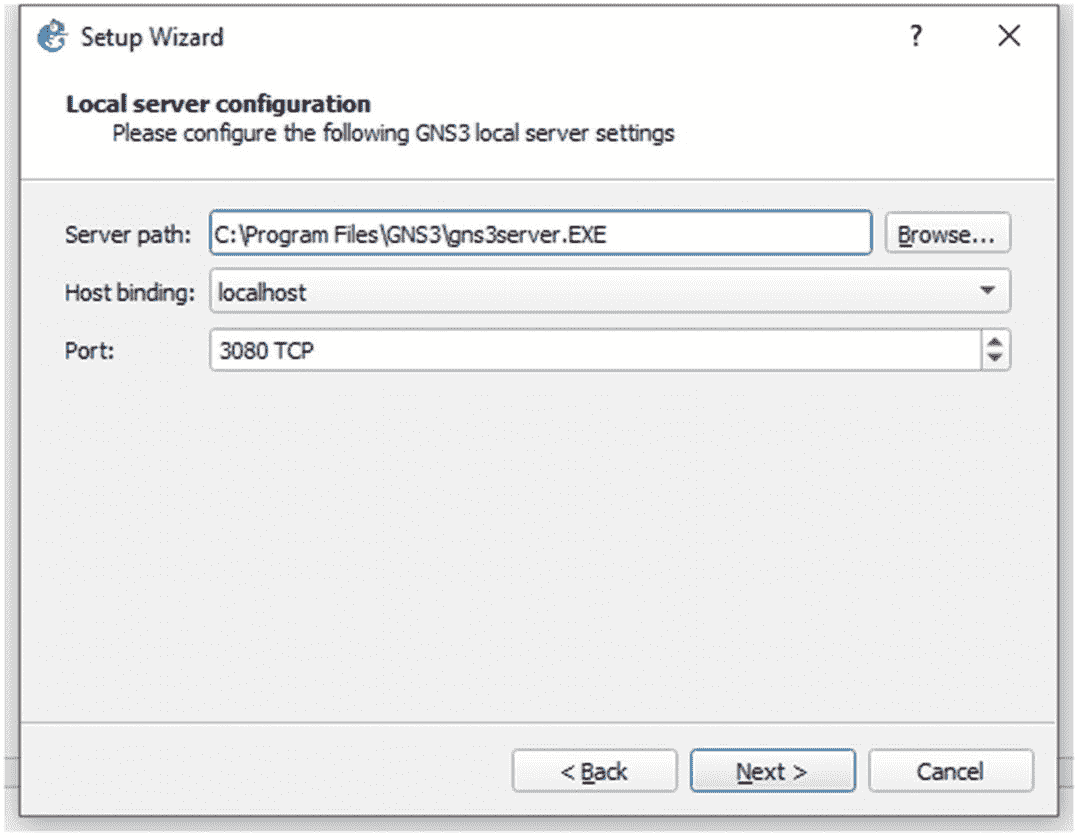 Setup Wizard
?
Local server configuration
Please configure the following GNS3 local server settings
Server path: C:\Program Files\GNS3\gns3server.EXE Browse...
Host binding: localhost
Port: 3080 TCP
< Back Next > Cancel